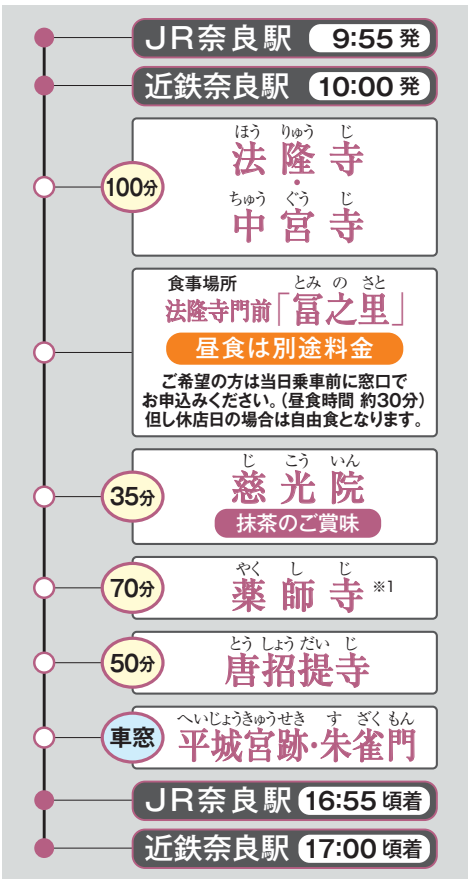 JR奈良駅 9:55発
近鉄奈良駅 10:00発
ほう りゅう じ
法隆寺
・
100分
ちゅう ぐう じ
中宮寺
食事場所
とみ の さと
法隆寺門前「冨之里」
昼食は別途料金
ご希望の方は当日乗車前に窓口で
お申込みください。(昼食時間 約30分)
但し休店日の場合は自由食となります。
じ こう いん
35分 慈光院
抹茶のご賞味
やく し じ
70分 薬師寺 ※1
とう しょう だい じ
50分 唐招提寺
へいじょうきゅうせき す ざく もん
車窓 平城宮跡・朱雀門
JR奈良駅 16:55頃着
近鉄奈良駅 17:00頃着